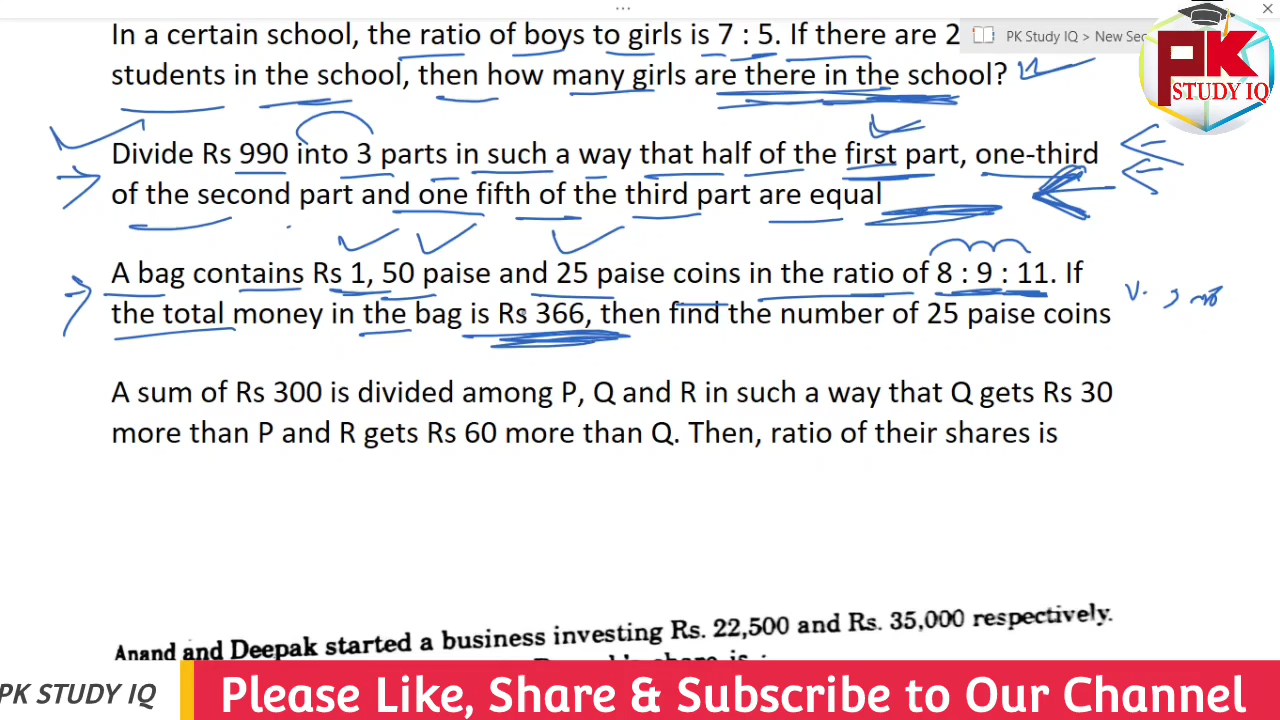 ...
In a certain school, the ratio of boys to girls is 7 : 5. If there are 2
PK Study IQ > New Sec
students in the school, then how many girls are there in the school?
PK
STUDY IQ
Divide Rs 990 into 3 parts in such a way that half of the first part, one-third
of the second part and one fifth of the third part are equal
A bag contains Rs 1, 50 paise and 25 paise coins in the ratio of 8 : 9 : 11. If
the total money in the bag is Rs 366, then find the number of 25 paise coins
A sum of Rs 300 is divided among P, Q and R in such a way that Q gets Rs 30
more than P and R gets Rs 60 more than Q. Then, ratio of their shares is
Anand and Deepak started a business investing Rs. 22,500 and Rs. 35,000 respectively.
PK STUDY IQ
Please Like, Share & Subscribe to Our Channel